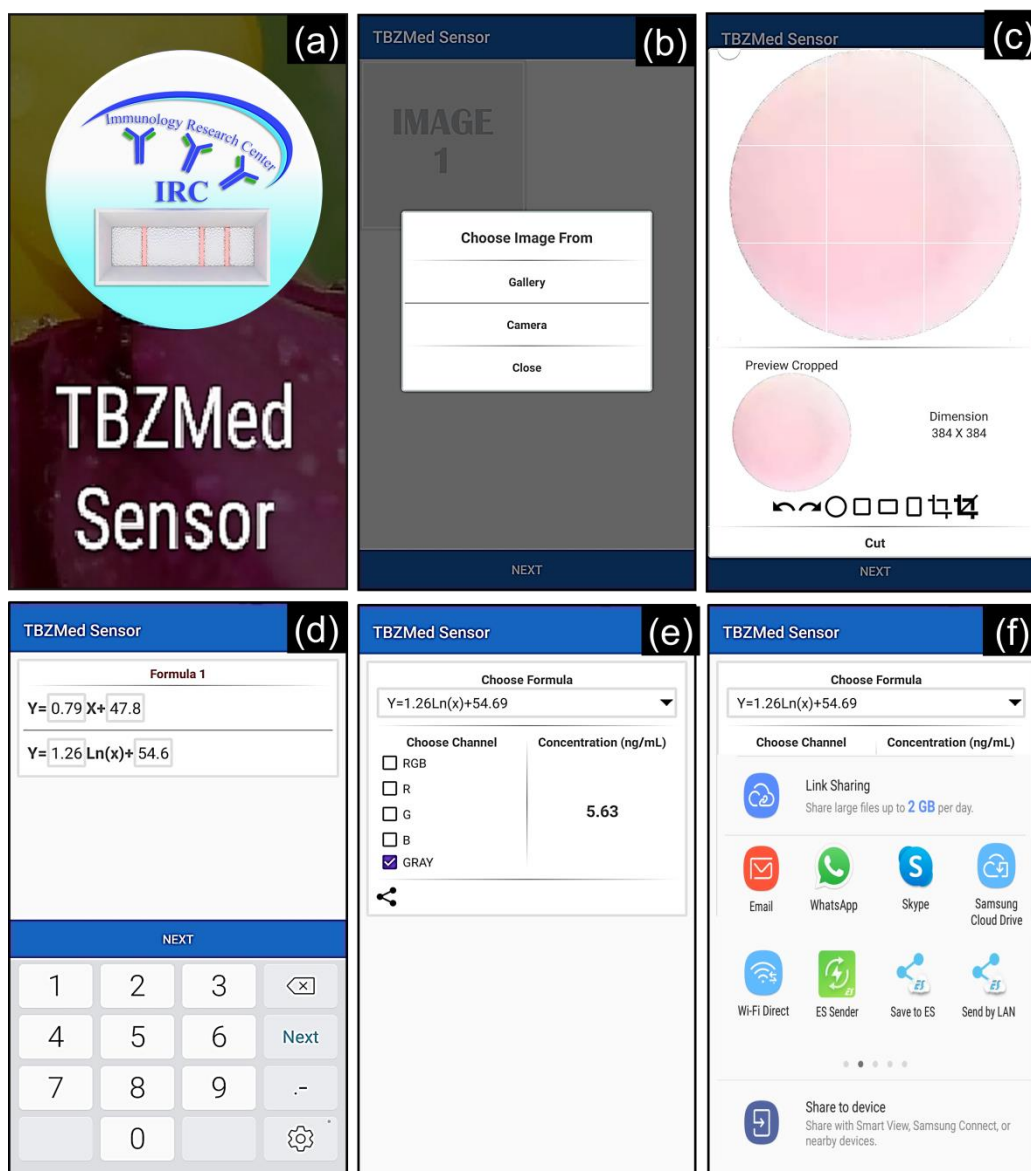 (a)
Immunology Research Center
IRC
TBZMed
Sensor
TBZMed Sensor
(b)
IMAGE
1
Choose Image From
Gallery
Camera
Close
NEXT
TBZMed Sensor
(c)
Preview Cropped
Dimension
384 X 384
Cut
NEXT
TBZMed Sensor
(d)
Formula 1
Y= 0.79 X+ 47.8
Y= 1.26 Ln(x)+ 54.6
NEXT
1 2 3
4 5 6 Next
7 8 9 .-
0
TBZMed Sensor
(e)
Choose Formula
Y=1.26Ln(x)+54.69
Choose Channel Concentration (ng/mL)
RGB
R
G
B
GRAY
5.63
TBZMed Sensor
(f)
Choose Formula
Y=1.26Ln(x)+54.69
Choose Channel Concentration (ng/mL)
Link Sharing
Share large files up to 2 GB per day.
Email WhatsApp Skype Samsung
Cloud Drive
ES ES ES
Wi-Fi Direct ES Sender Save to ES Send by LAN
Share to device
Share with Smart View, Samsung Connect, or
nearby devices.